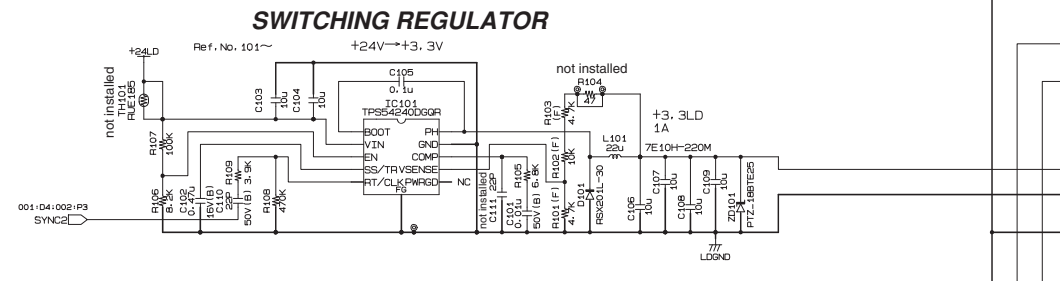 SWITCHING REGULATOR
Ref. No. 101~
+24V→+3.3V
+24LD
not installed
TH101
RUE185
R107
100K
R106
8.2K
C102
0.47u
16V(B)
C110
22P
50V(B)
R109
3.9K
R108
470K
001:D4:002:P3
SYNC2
C103
10u
C104
10u
C105
0.1u
IC101
TPS54240DGQR
BOOT
VIN
EN
SS/TR
RT/CLK
PH
GND
COMP
VSENSE
PWRGD
FG
NC
not installed
C111
22P
C101
0.01u
50V(B)
R105
6.8K
R103
(F)
4.7K
R102(F)
10K
R101(F)
4.7K
not installed
R104
47
D101
RSX201L-30
L101
22u
7E10H-220M
+3.3LD
1A
C106
10u
C107
10u
C108
10u
C109
10u
ZD101
PTZ-18BTE25
LDGND